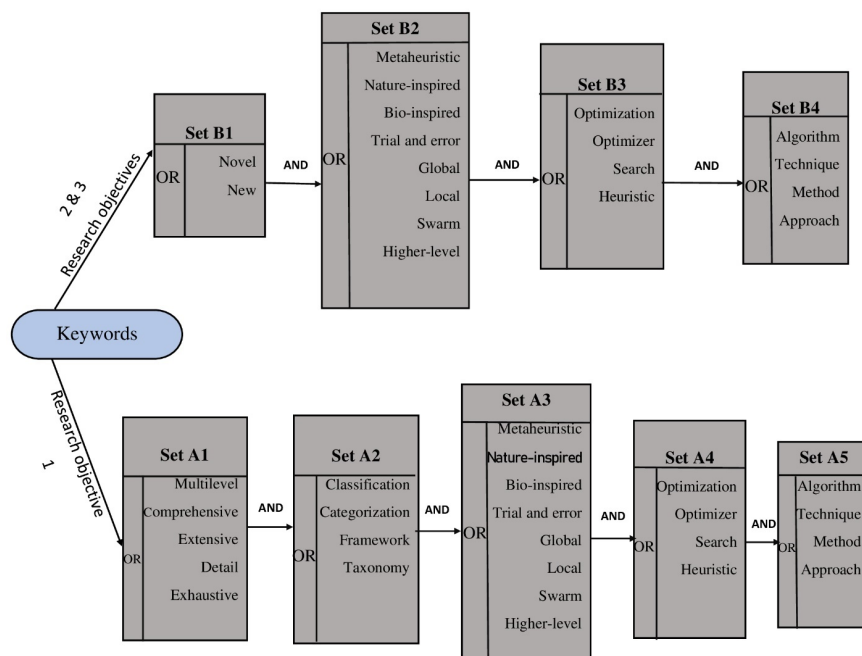 Set B1
OR
Novel
New
AND
Set B2
OR
Metaheuristic
Nature-inspired
Bio-inspired
Trial and error
Global
Local
Swarm
Higher-level
AND
Set B3
OR
Optimization
Optimizer
Search
Heuristic
AND
Set B4
OR
Algorithm
Technique
Method
Approach
Research objectives
2 & 3
Keywords
Research objective
1
Set A1
OR
Multilevel
Comprehensive
Extensive
Detail
Exhaustive
AND
Set A2
OR
Classification
Categorization
Framework
Taxonomy
AND
Set A3
OR
Metaheuristic
Nature-inspired
Bio-inspired
Trial and error
Global
Local
Swarm
Higher-level
AND
Set A4
OR
Optimization
Optimizer
Search
Heuristic
AND
Set A5
OR
Algorithm
Technique
Method
Approach